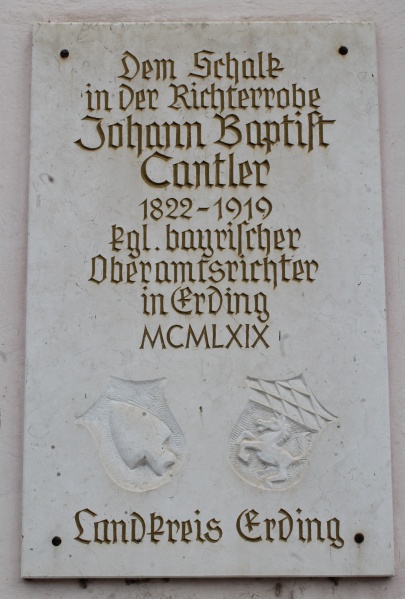 Dem Schalk
in der Richterrobe
Johann Baptiſt
Cantler
1822-1919
kgl. bayriſcher
Oberamtsrichter
in Erding
MCMLXIX
Landkreis Erding